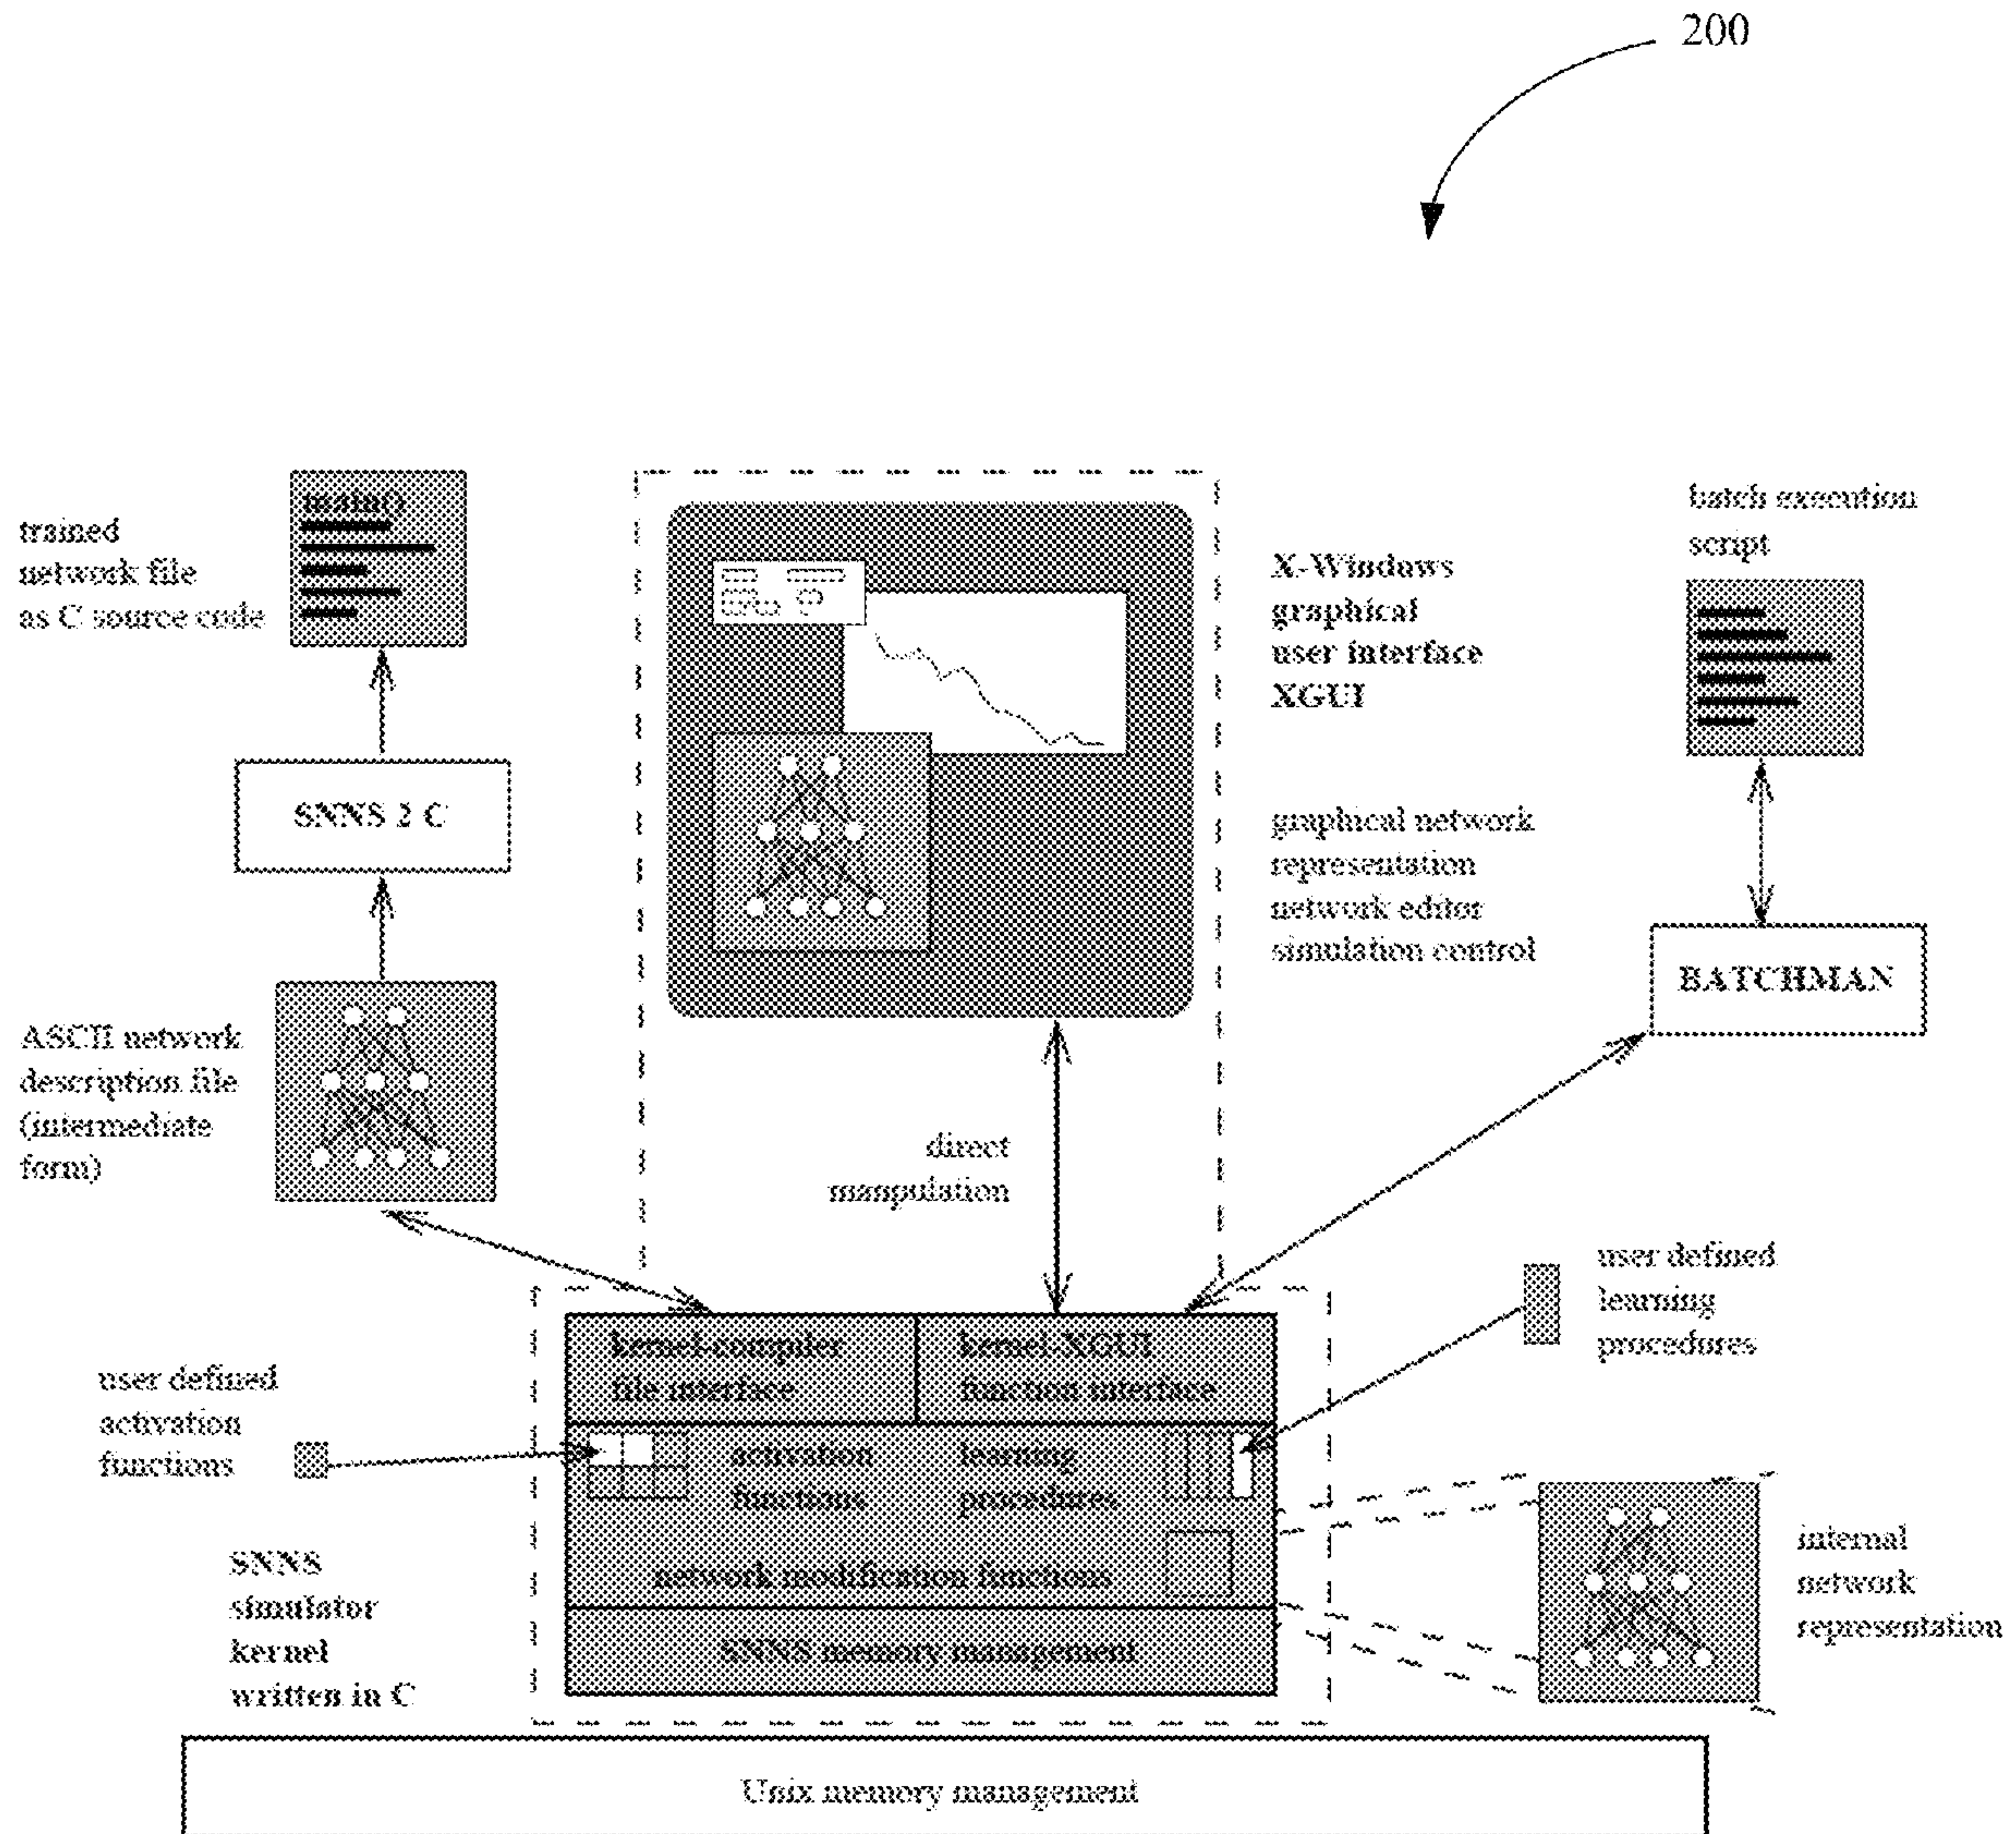 200
main()
trained
network file
as C source code
batch execution
script
X-Windows
graphical
user interface
XGUI
SNNS 2 C
graphical network
representation
network editor
simulation control
BATCHMAN
ASCII network
description file
(intermediate
form)
direct
manpulation
user defined
learning
procedures
kernel-compiler
file interface
kernel-XGUI
function interface
user defined
activation
functions
activation
functions
learning
procedures
network modification functions
internal
network
representation
SNNS
simulator
kernel
written in C
SNNS memory management
Unix memory management